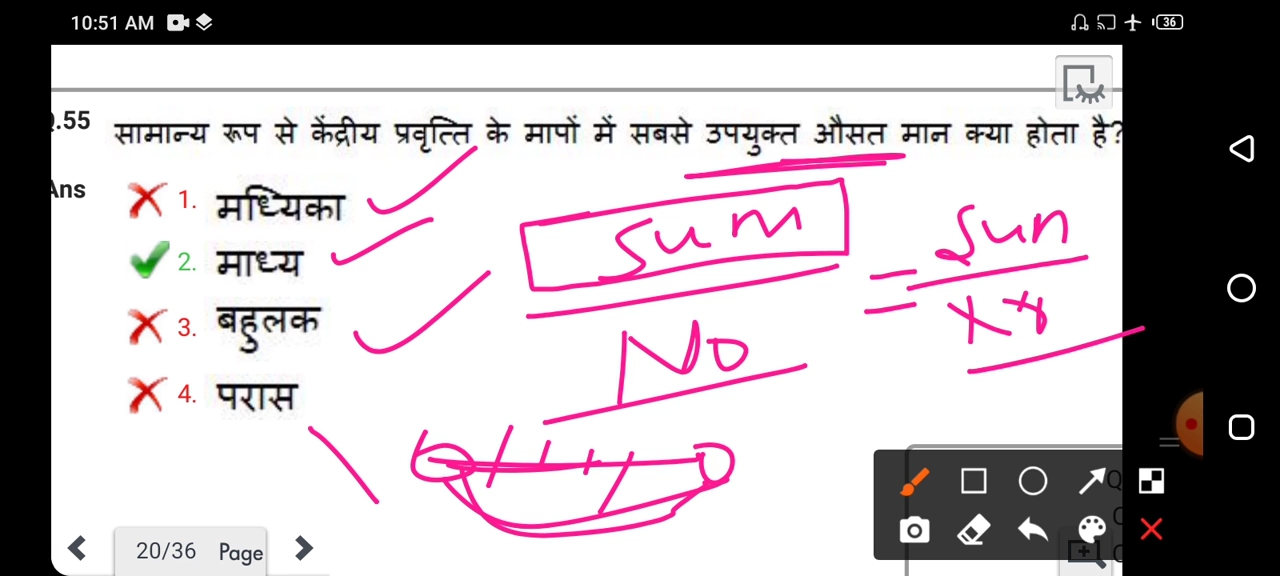 10:51 AM 36
.55 सामान्य रूप से केंद्रीय प्रवृत्ति के मापों में सबसे उपयुक्त औसत मान क्या होता है?
Ans
1. मध्यिका
2. माध्य
3. बहुलक
4. परास
Sum
No
= Sun
20/36 Page